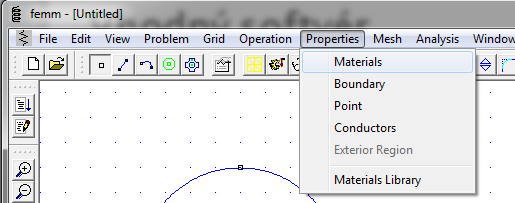 femm - [Untitled]
File Edit View Problem Grid Operation Properties Mesh Analysis Window
Materials
Boundary
Point
Conductors
Exterior Region
Materials Library